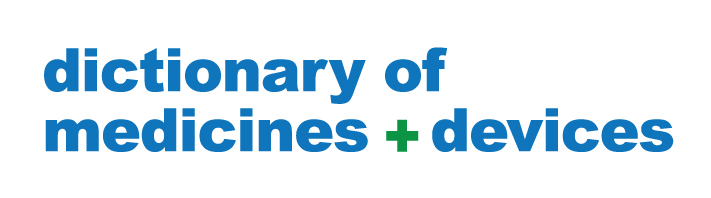 dictionary of
medicines + devices